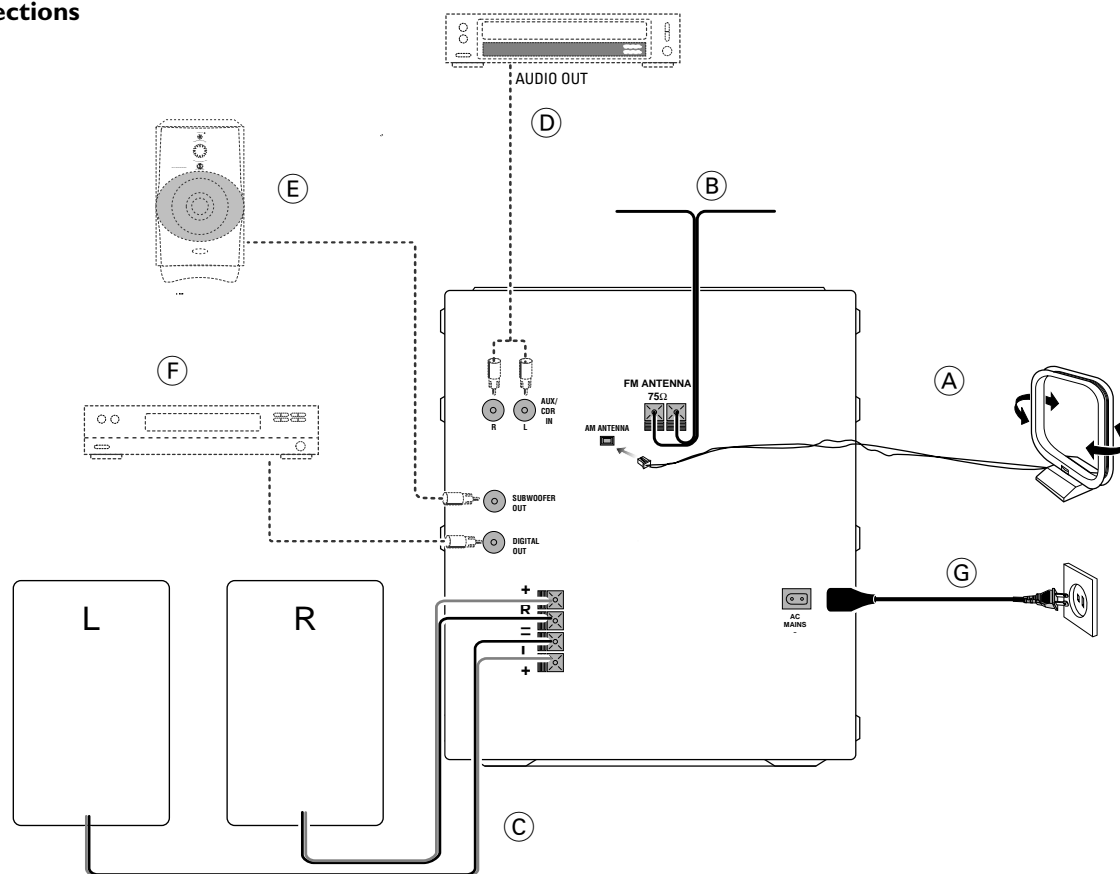 ections
AUDIO OUT
D
B
E
F
A
FM ANTENNA
75Ω
AUX/
CDR
IN
R
L
AM ANTENNA
SUBWOOFER
OUT
DIGITAL
OUT
G
L
R
+
R
–
–
L
+
AC
MAINS
~
C